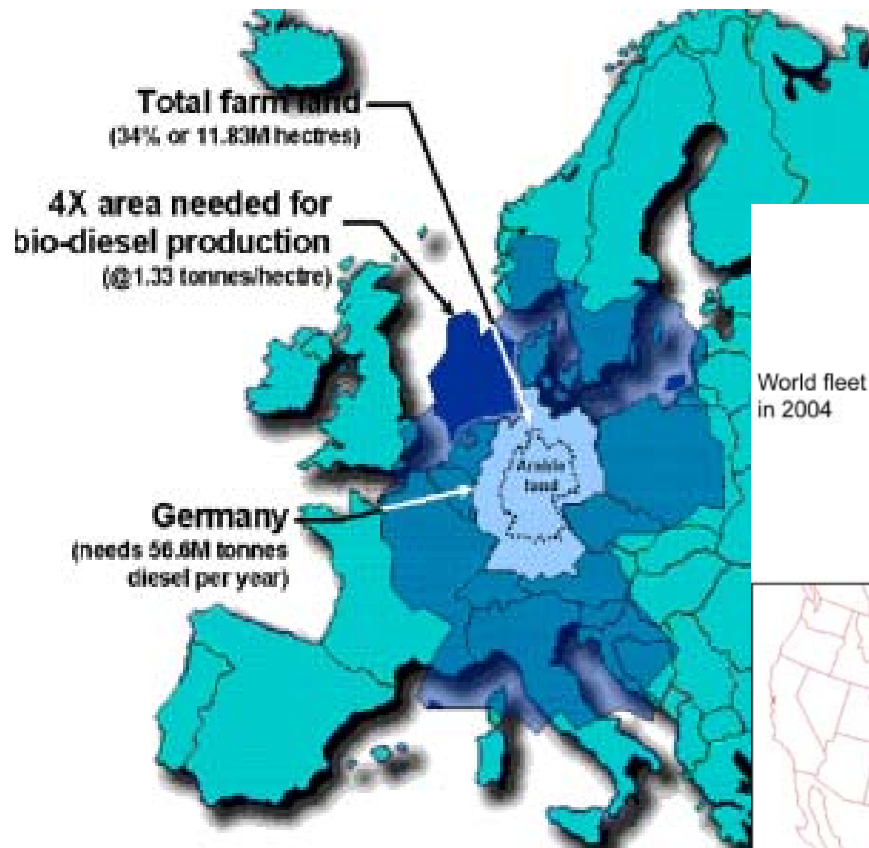 Total farm land
(34% or 11.83M hectres)
4X area needed for
bio-diesel production
(@1.33 tonnes/hectre)
Arable
land
Germany
(needs 56.6M tonnes
diesel per year)
World fleet
in 2004